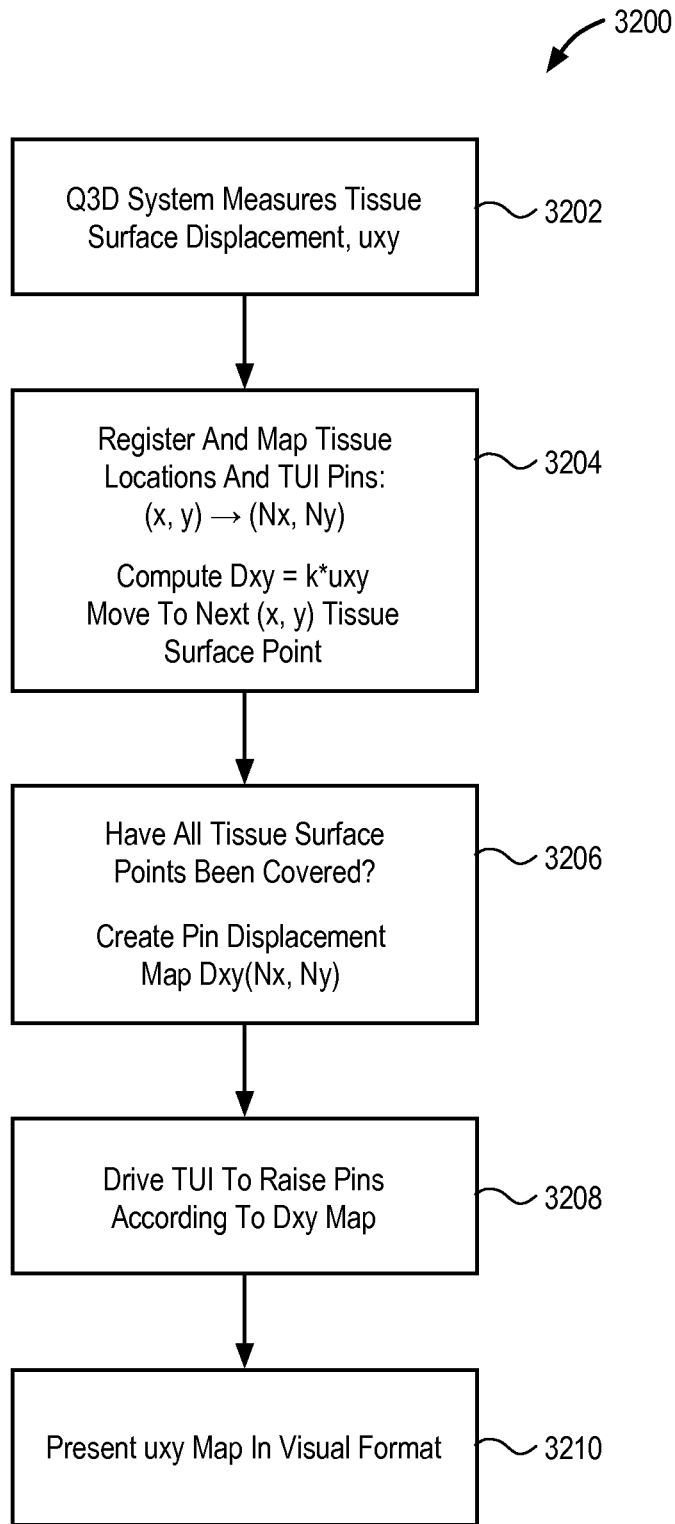 3200
Q3D System Measures Tissue
Surface Displacement, uxy
3202
Register And Map Tissue
Locations And TUI Pins:
(x, y) → (Nx, Ny)
Compute Dxy = k*uxy
Move To Next (x, y) Tissue
Surface Point
3204
Have All Tissue Surface
Points Been Covered?
Create Pin Displacement
Map Dxy(Nx, Ny)
3206
Drive TUI To Raise Pins
According To Dxy Map
3208
Present uxy Map In Visual Format
3210